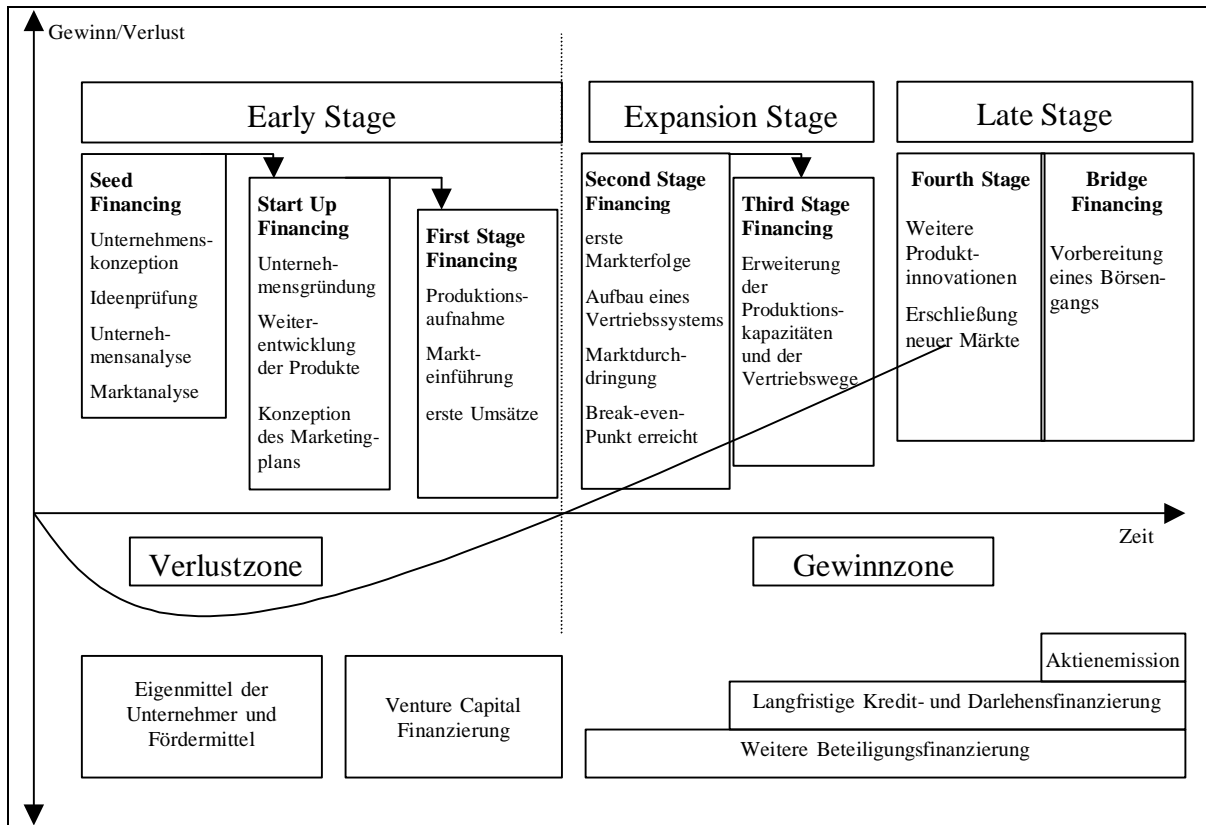 Gewinn/Verlust
Early Stage
Expansion Stage
Late Stage
Seed
Financing
Unternehmens-
konzeption
Ideenprüfung
Unterneh-
mensanalyse
Marktanalyse
Start Up
Financing
Unterneh-
mensgründung
Weiter-
entwicklung
der Produkte
Konzeption
des Marketing-
plans
First Stage
Financing
Produktions-
aufnahme
Markt-
einführung
erste Umsätze
Second Stage
Financing
erste
Markterfolge
Aufbau eines
Vertriebssystems
Marktdurch-
dringung
Break-even-
Punkt erreicht
Third Stage
Financing
Erweiterung
der
Produktions-
kapazitäten
und der
Vertriebswege
Fourth Stage
Weitere
Produkt-
innovationen
Erschließung
neuer Märkte
Bridge
Financing
Vorbereitung
eines Börsen-
gangs
Zeit
Verlustzone
Gewinnzone
Eigenmittel der
Unternehmer und
Fördermittel
Venture Capital
Finanzierung
Aktienemission
Langfristige Kredit- und Darlehensfinanzierung
Weitere Beteiligungsfinanzierung